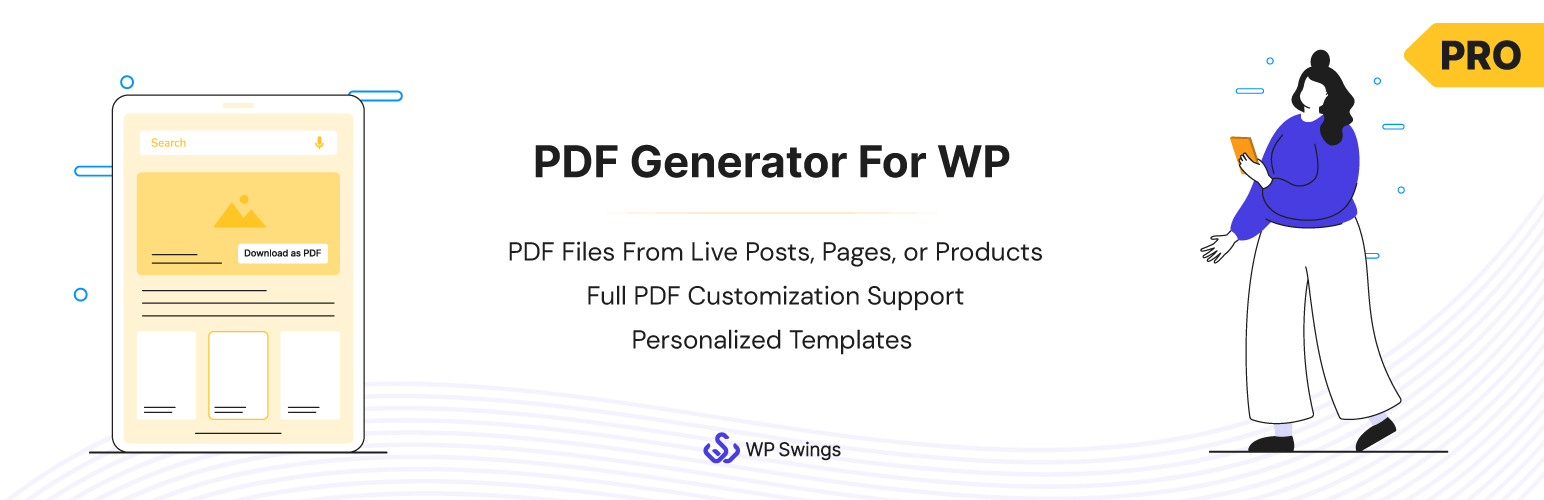 PRO
Search
Download as PDF
PDF Generator For WP
PDF Files From Live Posts, Pages, or Products
Full PDF Customization Support
Personalized Templates
WP Swings